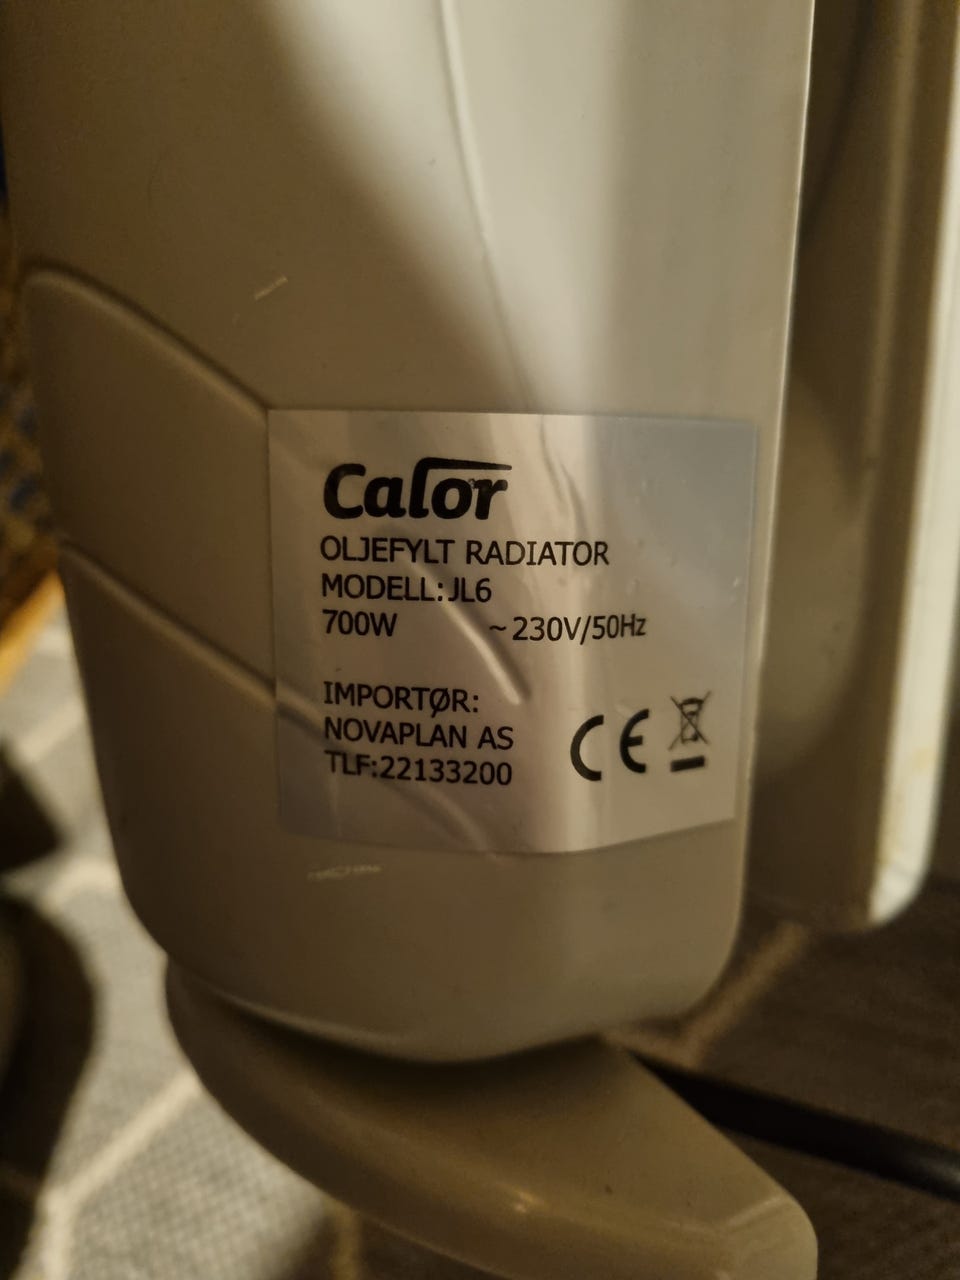 Calor
OLJEFYLT RADIATOR
MODELL:JL6
700W ~230V/50Hz
IMPORTØR:
NOVAPLAN AS
TLF:22133200
CE